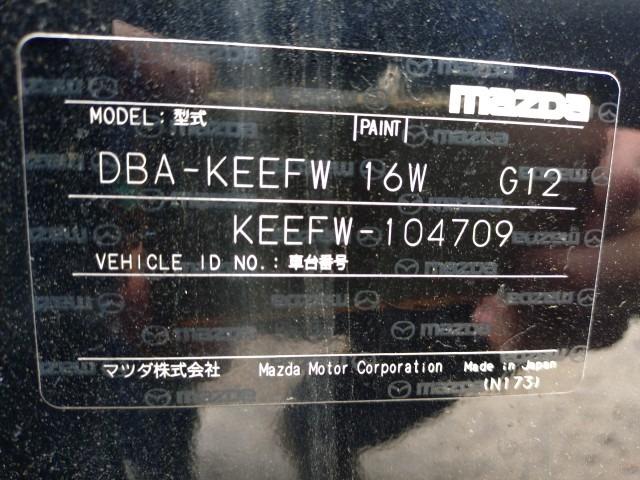 mazda
MODEL: 型式 PAINT
DBA-KEEFW 16W G12
KEEFW-104709
VEHICLE ID NO.: 車台番号
マツダ株式会社 Mazda Motor Corporation Made in Japan
(N173)